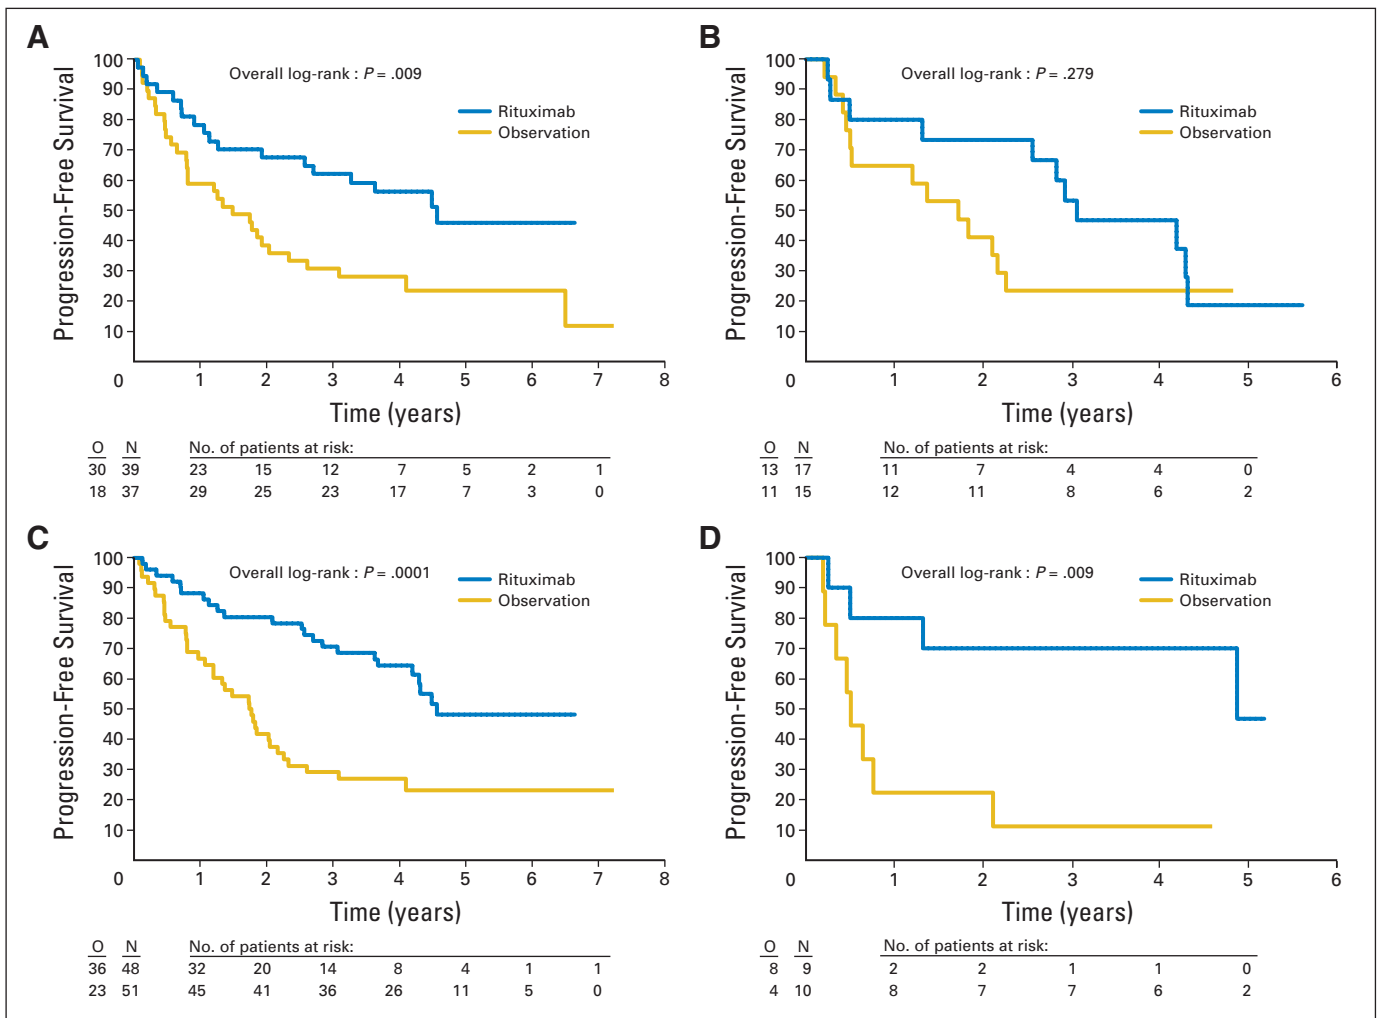 A
Overall log-rank : P = .009
Rituximab
Observation
Progression-Free Survival
100
90
80
70
60
50
40
30
20
10
0 1 2 3 4 5 6 7 8
Time (years)
O N No. of patients at risk:
30 39 23 15 12 7 5 2 1
18 37 29 25 23 17 7 3 0
B
Overall log-rank : P = .279
Rituximab
Observation
Progression-Free Survival
100
90
80
70
60
50
40
30
20
10
0 1 2 3 4 5 6
Time (years)
O N No. of patients at risk:
13 17 11 7 4 4 0
11 15 12 11 8 6 2
C
Overall log-rank : P = .0001
Rituximab
Observation
Progression-Free Survival
100
90
80
70
60
50
40
30
20
10
0 1 2 3 4 5 6 7 8
Time (years)
O N No. of patients at risk:
36 48 32 20 14 8 4 1 1
23 51 45 41 36 26 11 5 0
D
Overall log-rank : P = .009
Rituximab
Observation
Progression-Free Survival
100
90
80
70
60
50
40
30
20
10
0 1 2 3 4 5 6
Time (years)
O N No. of patients at risk:
8 9 2 2 1 1 0
4 10 8 7 7 6 2